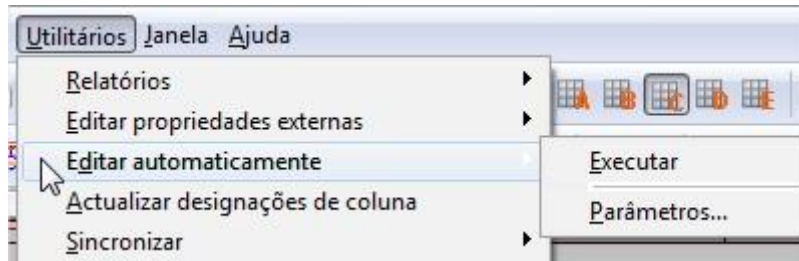 Utilitários Janela Ajuda
Relatórios
A B C D E
Editar propriedades externas
Editar automaticamente
Executar
Actualizar designações de coluna
Parâmetros...
Sincronizar